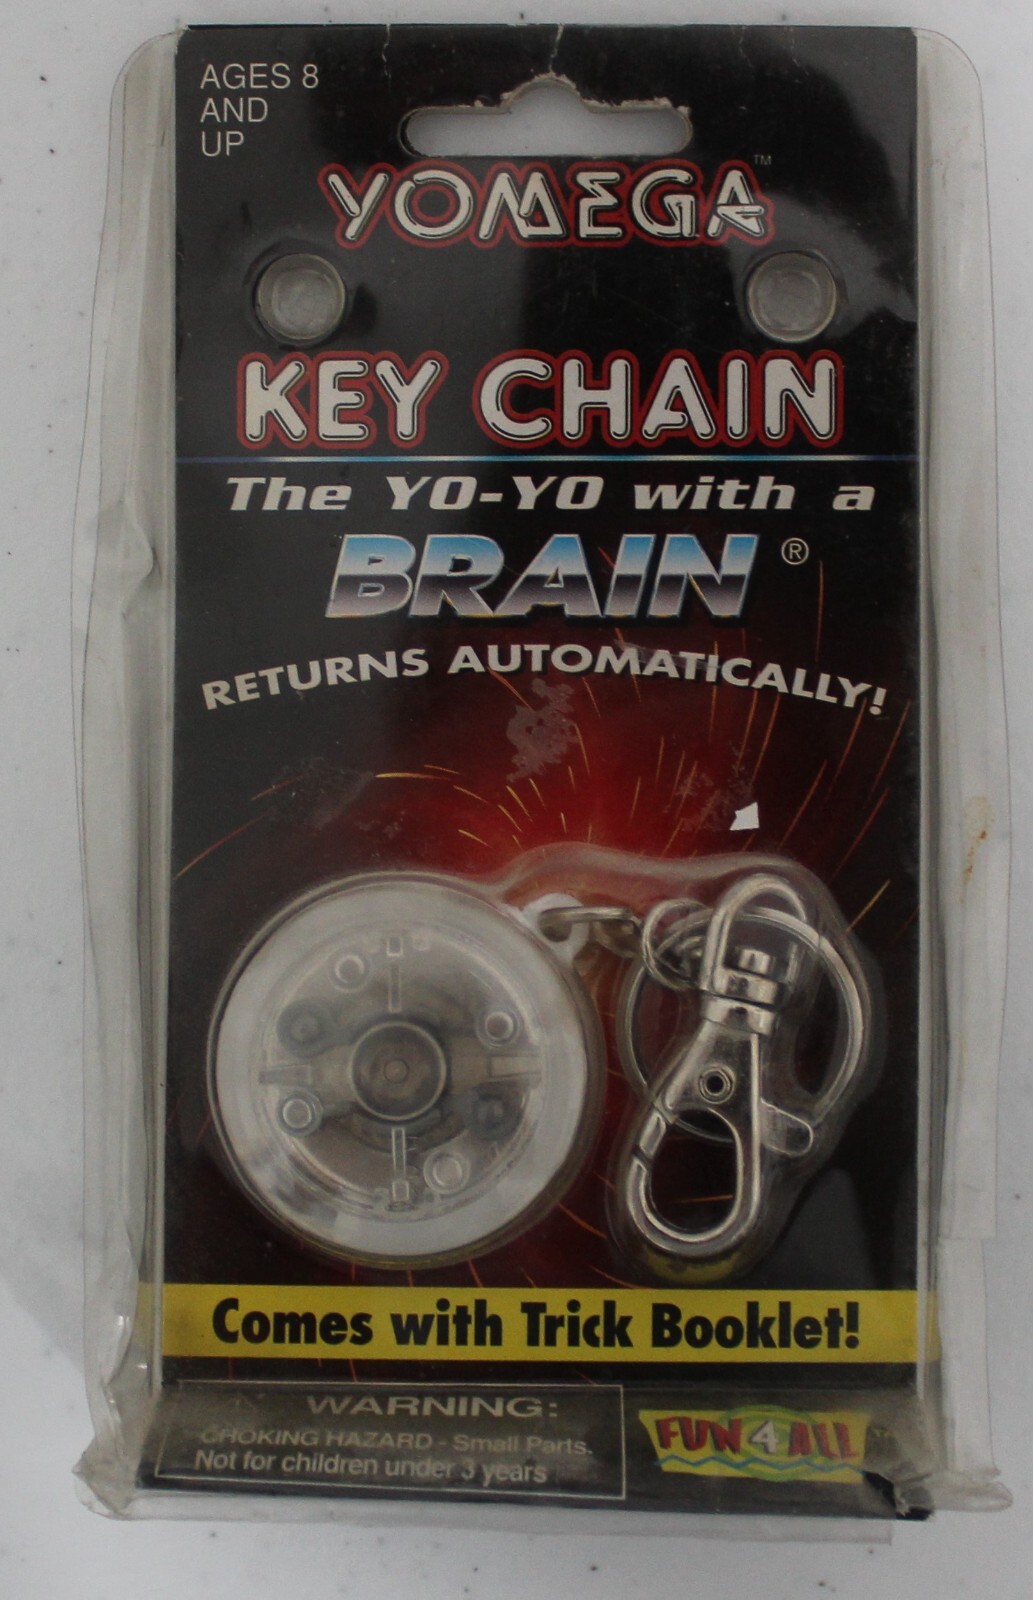 AGES 8
AND
UP
YOMEGA™
KEY CHAIN
The YO-YO with a
BRAIN®
RETURNS AUTOMATICALLY!
Comes with Trick Booklet!
WARNING:
CHOKING HAZARD - Small Parts.
Not for children under 3 years
FUN 4 ALL™